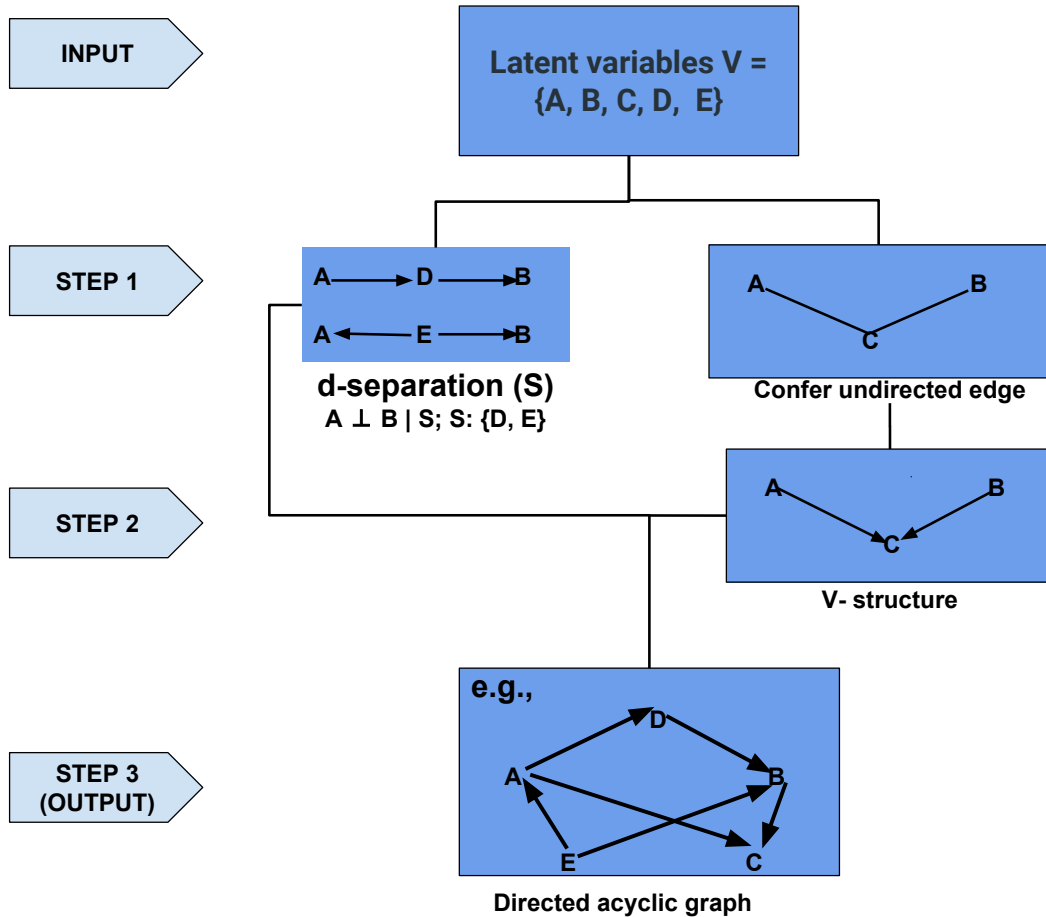 INPUT
Latent variables V =
{A, B, C, D, E}
STEP 1
A D B
A E B
d-separation (S)
A ⊥ B | S; S: {D, E}
A B
C
Confer undirected edge
STEP 2
A B
C
V- structure
STEP 3
(OUTPUT)
e.g.,
D
A B
E C
Directed acyclic graph